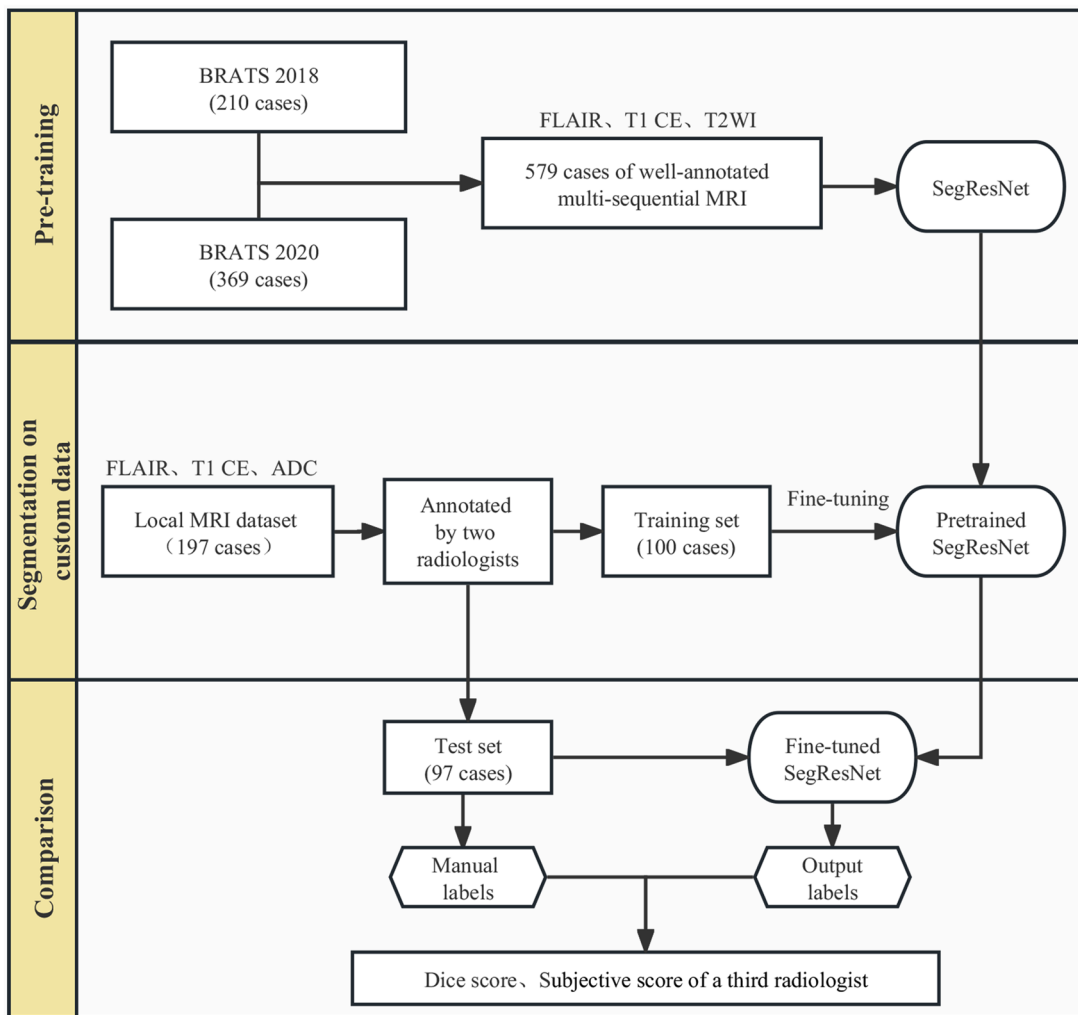 Pre-training
BRATS 2018
(210 cases)
BRATS 2020
(369 cases)
FLAIR、T1 CE、T2WI
579 cases of well-annotated
multi-sequential MRI
SegResNet
Segmentation on
custom data
FLAIR、T1 CE、ADC
Local MRI dataset
（197 cases）
Annotated
by two
radiologists
Training set
(100 cases)
Fine-tuning
Pretrained
SegResNet
Comparison
Test set
(97 cases)
Fine-tuned
SegResNet
Manual
labels
Output
labels
Dice score、Subjective score of a third radiologist